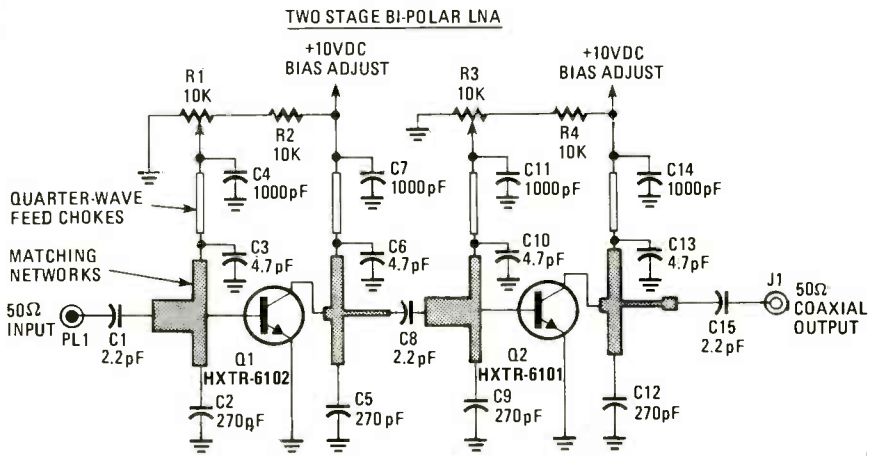 TWO STAGE BI-POLAR LNA
+10VDC
BIAS ADJUST
+10VDC
BIAS ADJUST
R1
10K
R2
10K
R3
10K
R4
10K
C4
1000pF
C7
1000pF
C11
1000pF
C14
1000pF
QUARTER-WAVE
FEED CHOKES
MATCHING
NETWORKS
C3
4.7pF
C6
4.7pF
C10
4.7pF
C13
4.7pF
50Ω
INPUT
PL1
C1
2.2pF
Q1
HXTR-6102
C8
2.2pF
Q2
HXTR-6101
C15
2.2pF
J1
50Ω
COAXIAL
OUTPUT
C2
270pF
C5
270pF
C9
270pF
C12
270pF